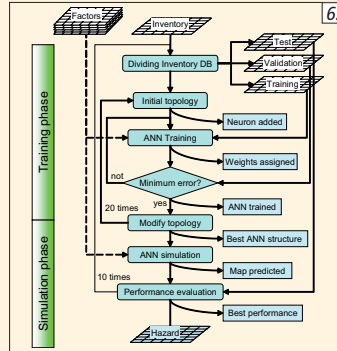 Factors
Inventory
6.
Test
Dividing Inventory DB
Validation
Training
Training phase
Initial topology
Neuron added
ANN Training
Weights assigned
not
Minimum error?
yes
ANN trained
20 times
Modify topology
Best ANN structure
Simulation phase
ANN simulation
Map predicted
10 times
Performance evaluation
Best performance
Hazard